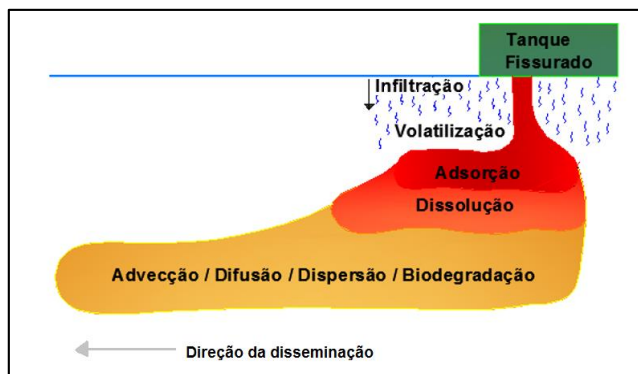 Tanque
Fissurado
Infiltração
Volatilização
Adsorção
Dissolução
Advecção / Difusão / Dispersão / Biodegradação
Direção da disseminação